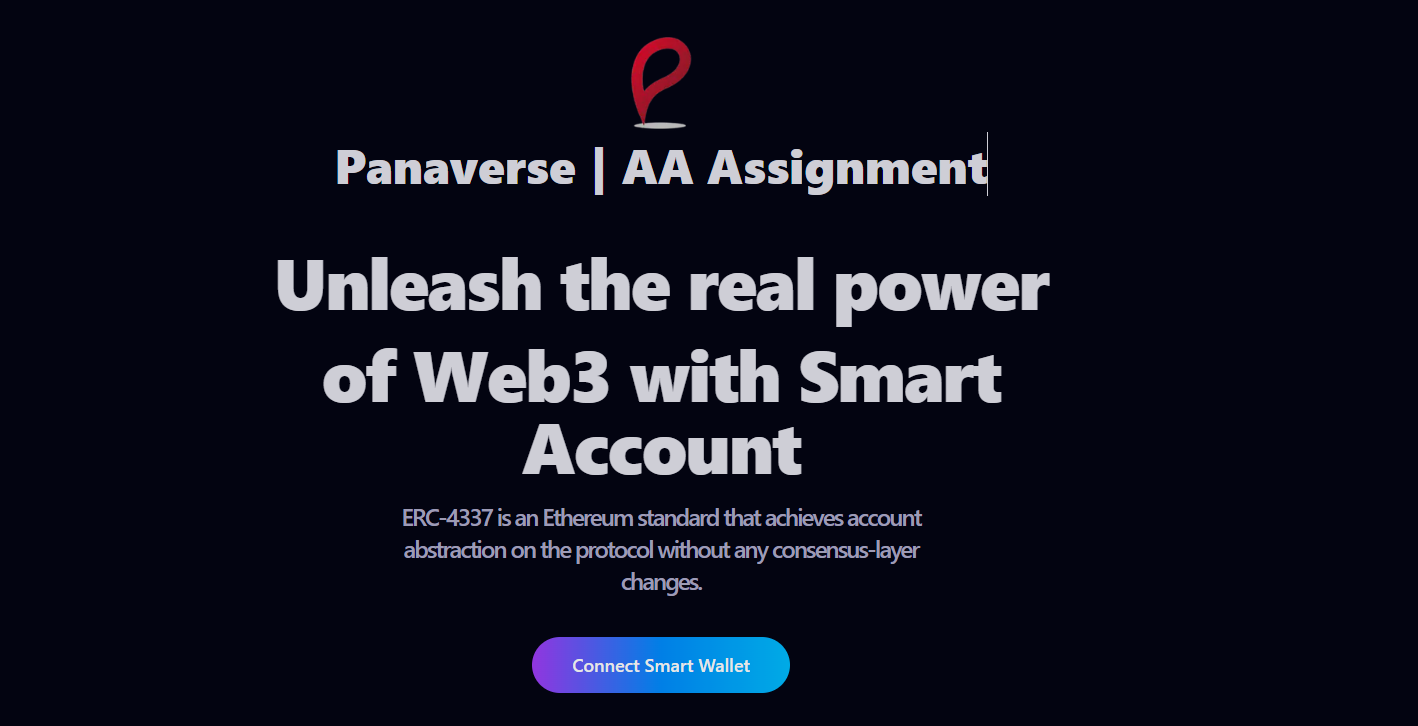 Panaverse | AA Assignment
Unleash the real power
of Web3 with Smart
Account
ERC-4337 is an Ethereum standard that achieves account
abstraction on the protocol without any consensus-layer
changes.
Connect Smart Wallet